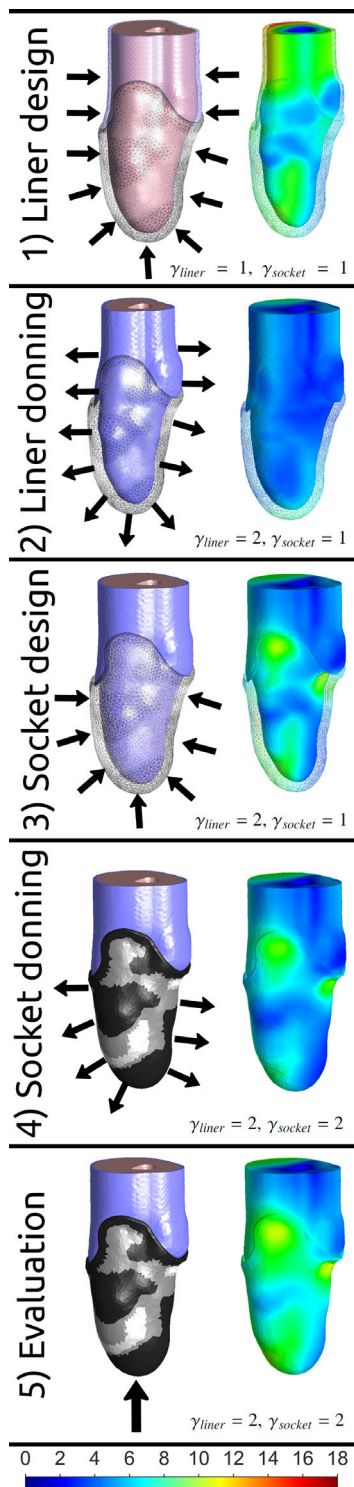 1) Liner design
γliner = 1, γsocket = 1
2) Liner donning
γliner = 2, γsocket = 1
3) Socket design
γliner = 2, γsocket = 1
4) Socket donning
γliner = 2, γsocket = 2
5) Evaluation
γliner = 2, γsocket = 2
0 2 4 6 8 10 12 14 16 18